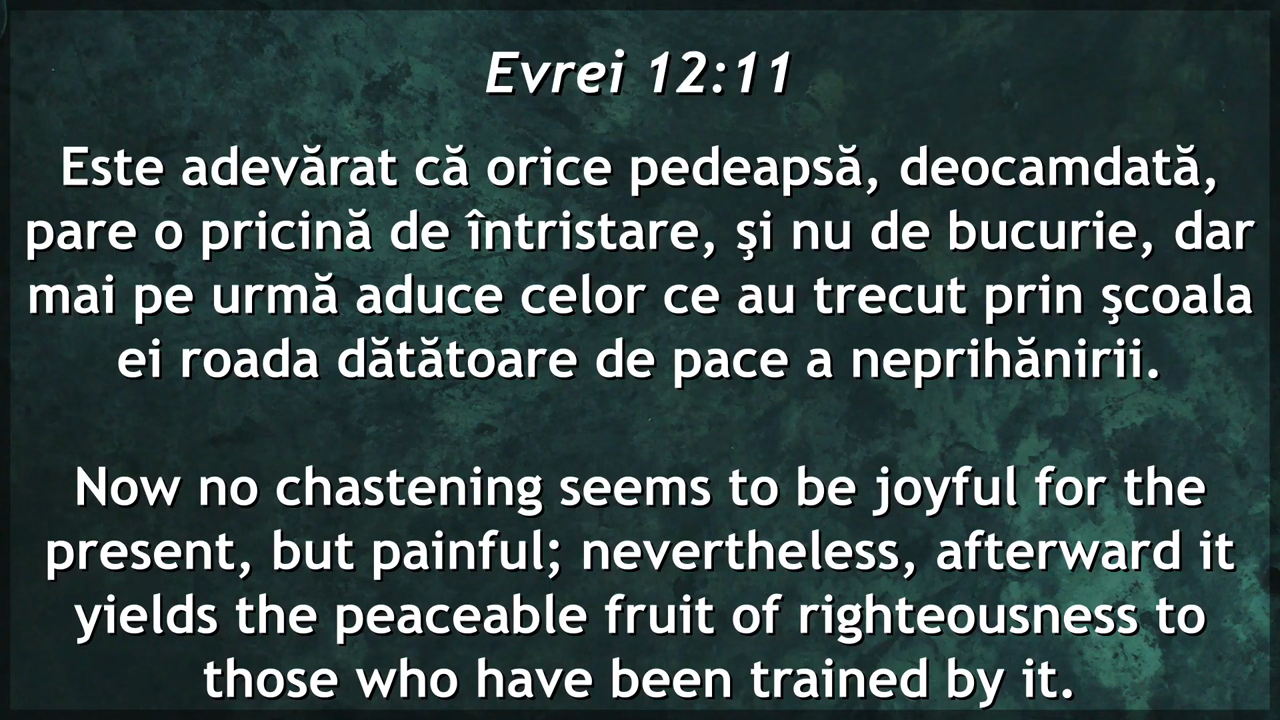 Evrei 12:11
Este adevărat că orice pedeapsă, deocamdată,
pare o pricină de întristare, şi nu de bucurie, dar
mai pe urmă aduce celor ce au trecut prin şcoala
ei roada dătătoare de pace a neprihănirii.
Now no chastening seems to be joyful for the
present, but painful; nevertheless, afterward it
yields the peaceable fruit of righteousness to
those who have been trained by it.